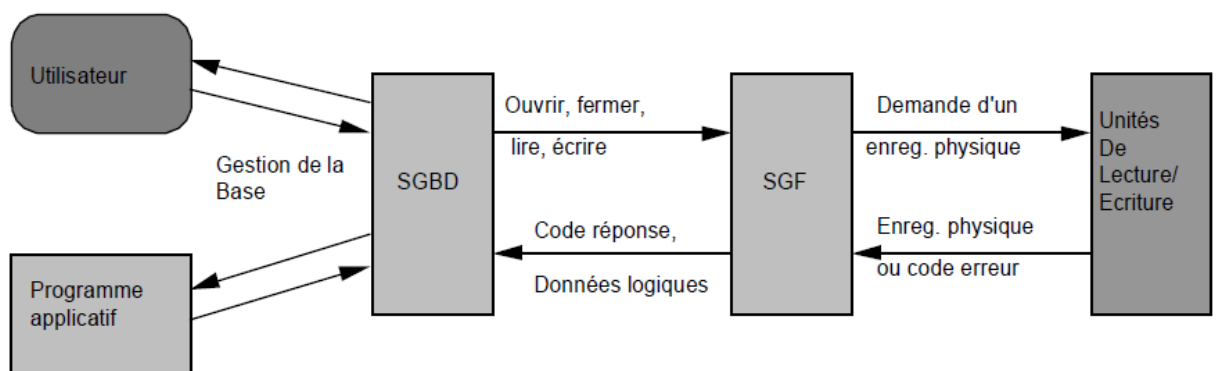 Utilisateur
Gestion de la
Base
Programme
applicatif
SGBD
Ouvrir, fermer,
lire, écrire
Code réponse,
Données logiques
SGF
Demande d'un
enreg. physique
Enreg. physique
ou code erreur
Unités
De
Lecture/
Ecriture